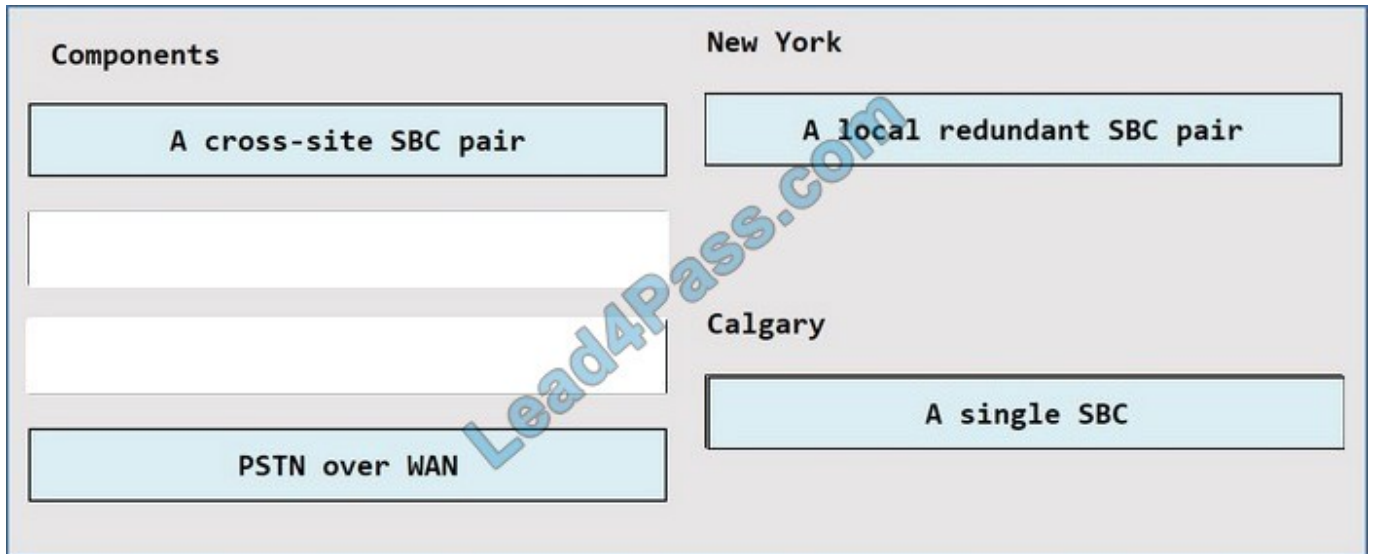 Components
A cross-site SBC pair
PSTN over WAN
New York
A local redundant SBC pair
Calgary
A single SBC
Lead4Pass.com